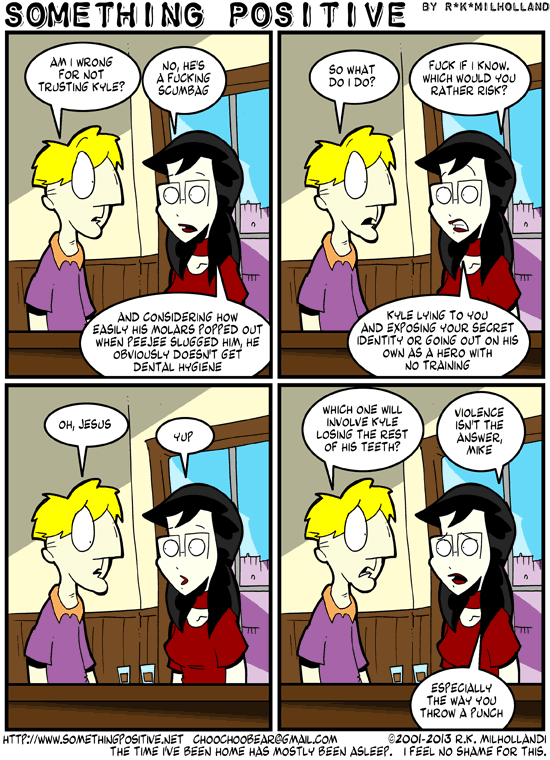 SOMETHING POSITIVE BY R*K*MILHOLLAND
AM I WRONG
FOR NOT
TRUSTING KYLE?
NO, HE'S
A FUCKING
SCUMBAG
AND CONSIDERING HOW
EASILY HIS MOLARS POPPED OUT
WHEN PEEJEE SLUGGED HIM, HE
OBVIOUSLY DOESN'T GET
DENTAL HYGIENE
SO WHAT
DO I DO?
FUCK IF I KNOW.
WHICH WOULD YOU
RATHER RISK?
KYLE LYING TO YOU
AND EXPOSING YOUR SECRET
IDENTITY OR GOING OUT ON HIS
OWN AS A HERO WITH
NO TRAINING
OH, JESUS
YUP
WHICH ONE WILL
INVOLVE KYLE
LOSING THE REST
OF HIS TEETH?
VIOLENCE
ISN'T THE
ANSWER,
MIKE
ESPECIALLY
THE WAY YOU
THROW A PUNCH
HTTP://WWW.SOMETHINGPOSITIVE.NET CHOOCHOOBEAR@GMAIL.COM ©2001-2013 R.K. MILHOLLAND!
THE TIME I'VE BEEN HOME HAS MOSTLY BEEN ASLEEP. I FEEL NO SHAME FOR THIS.